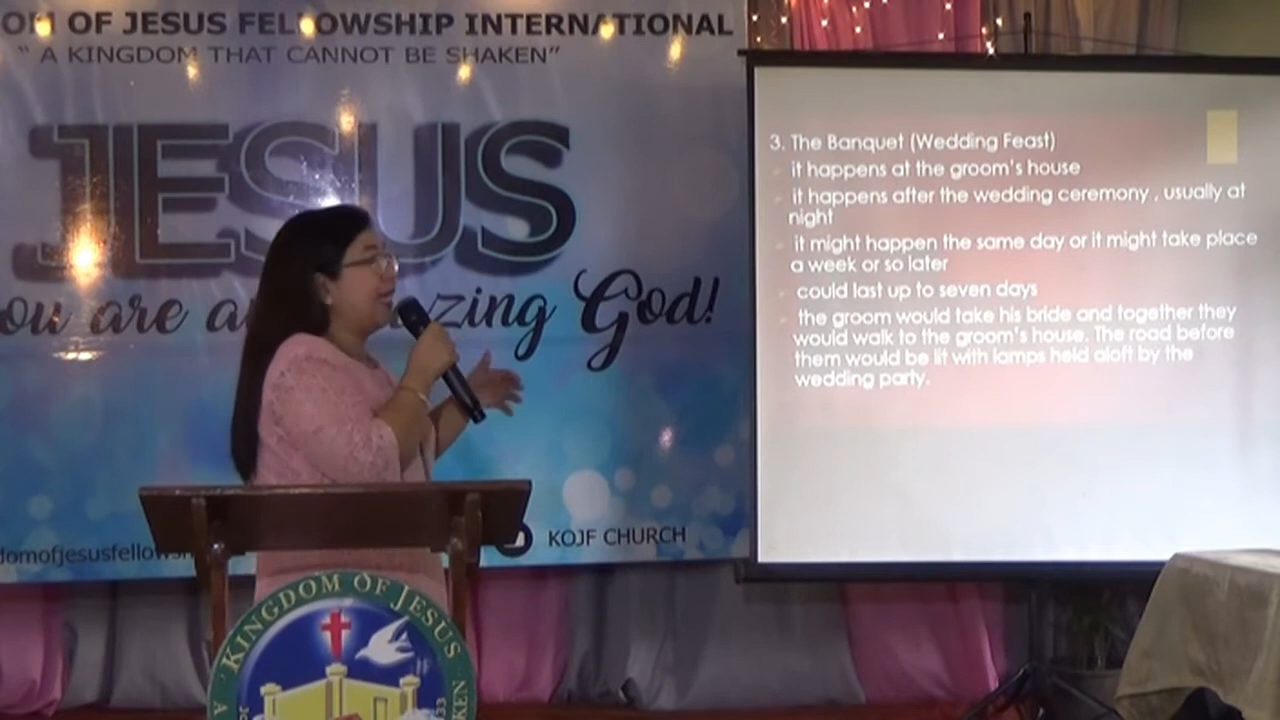 OM OF JESUS FELLOWSHIP INTERNATIONAL
“ A KINGDOM THAT CANNOT BE SHAKEN”
JESUS
you are an amazing God!
KOJF CHURCH
3. The Banquet (Wedding Feast)
it happens at the groom's house
it happens after the wedding ceremony , usually at
night
it might happen the same day or it might take place
a week or so later
could last up to seven days
the groom would take his bride and together they
would walk to the groom's house. The road before
them would be lit with lamps held aloft by the
wedding party.
KINGDOM OF JESUS